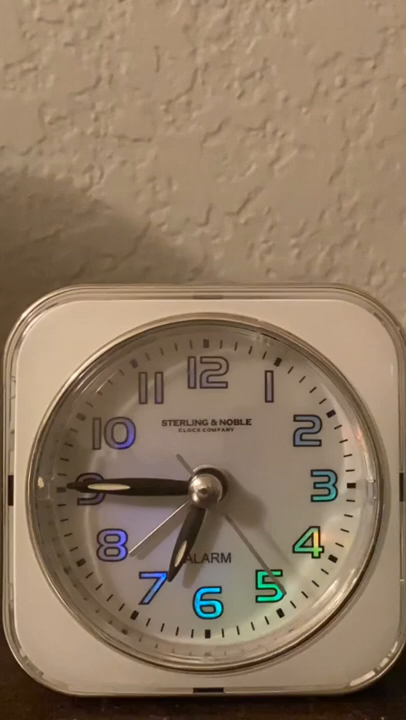 12
11 1
STERLING & NOBLE
CLOCK COMPANY
10 2
9 3
8 4
ALARM
7 5
6